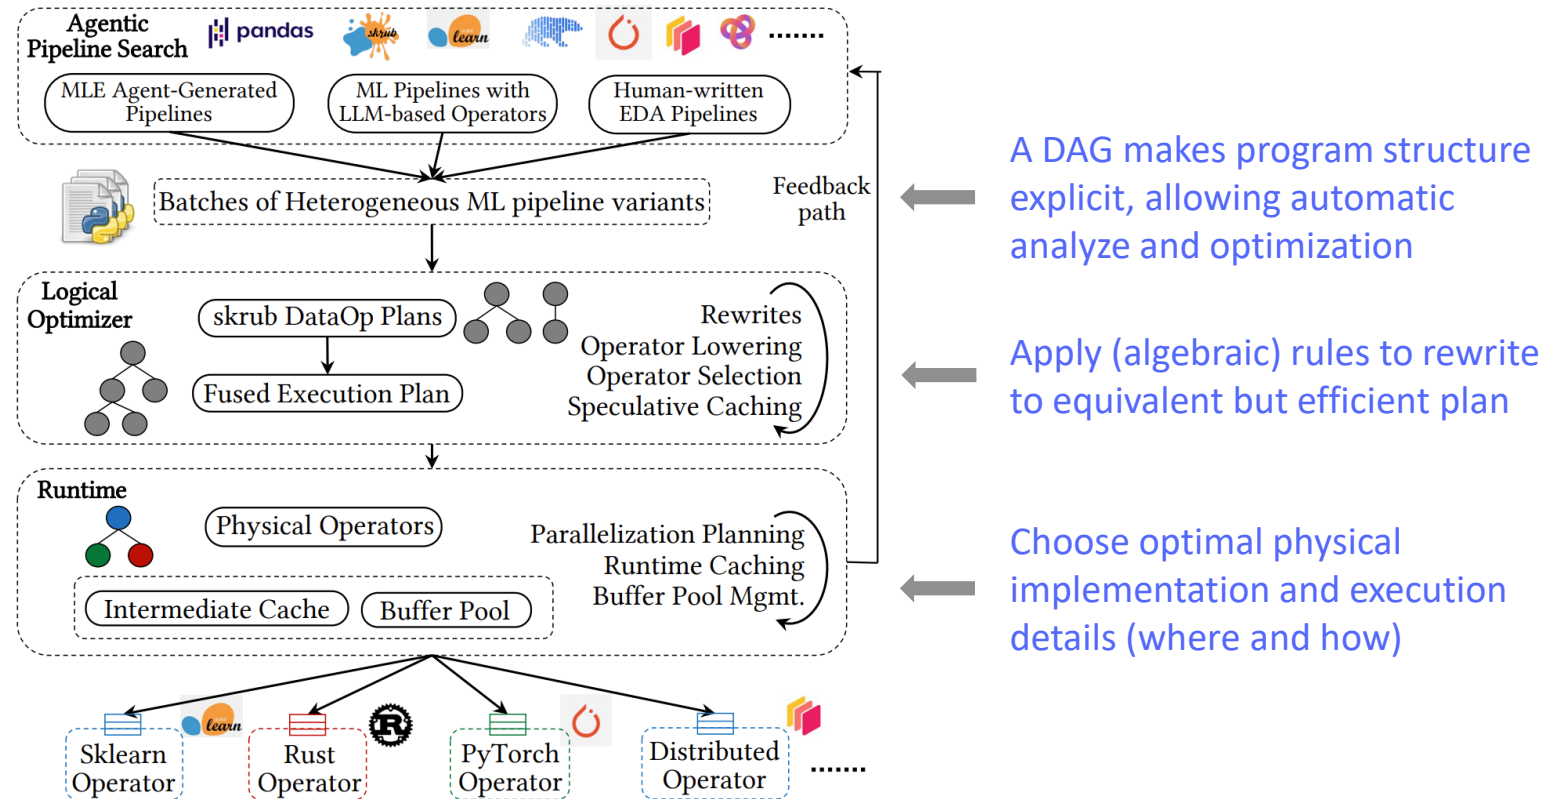 Agentic
Pipeline Search
pandas
skrub
learn
.......
MLE Agent-Generated
Pipelines
ML Pipelines with
LLM-based Operators
Human-written
EDA Pipelines
Batches of Heterogeneous ML pipeline variants
Feedback
path
A DAG makes program structure
explicit, allowing automatic
analyze and optimization
Logical
Optimizer
skrub DataOp Plans
Fused Execution Plan
Rewrites
Operator Lowering
Operator Selection
Speculative Caching
Apply (algebraic) rules to rewrite
to equivalent but efficient plan
Runtime
Physical Operators
Intermediate Cache
Buffer Pool
Parallelization Planning
Runtime Caching
Buffer Pool Mgmt.
Choose optimal physical
implementation and execution
details (where and how)
learn
R
Sklearn
Operator
Rust
Operator
PyTorch
Operator
Distributed
Operator
.......